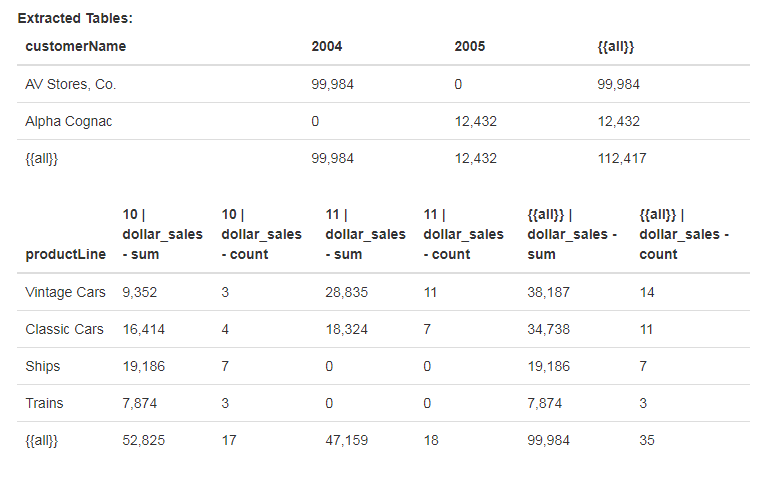 Extracted Tables:
customerName 2004 2005 {{all}}
AV Stores, Co. 99,984 0 99,984
Alpha Cognac 0 12,432 12,432
{{all}} 99,984 12,432 112,417
10 | 10 | 11 | 11 | {{all}} | {{all}} |
dollar_sales dollar_sales dollar_sales dollar_sales dollar_sales - dollar_sales -
productLine - sum - count - sum - count sum count
Vintage Cars 9,352 3 28,835 11 38,187 14
Classic Cars 16,414 4 18,324 7 34,738 11
Ships 19,186 7 0 0 19,186 7
Trains 7,874 3 0 0 7,874 3
{{all}} 52,825 17 47,159 18 99,984 35